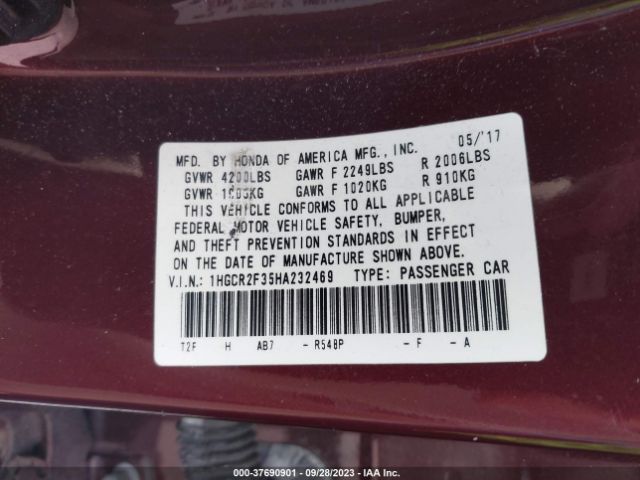 MFD. BY HONDA OF AMERICA MFG., INC. 05/'17
GVWR 4200LBS GAWR F 2249LBS R 2006LBS
GVWR GAWR F 1020KG R 910KG
THIS VEHICLE CONFORMS TO ALL APPLICABLE
FEDERAL MOTOR VEHICLE SAFETY, BUMPER,
AND THEFT PREVENTION STANDARDS IN EFFECT
ON THE DATE OF MANUFACTURE SHOWN ABOVE.
V.I.N.: 1HGCR2F35HA232469 TYPE: PASSENGER CAR
T2F H AB7 - R548P - F - A
000-37690901 | 09/28/2023 | IAA Inc.